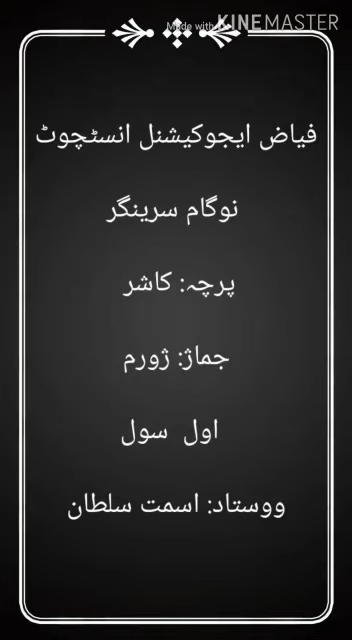 Made with KINEMASTER
فیاض ایجوکیشنل انسٹچوٹ
نوگام سرینگر
پرچہ: کاشر
جماژ: ژورم
اول سول
ووستاد: اسمت سلطان